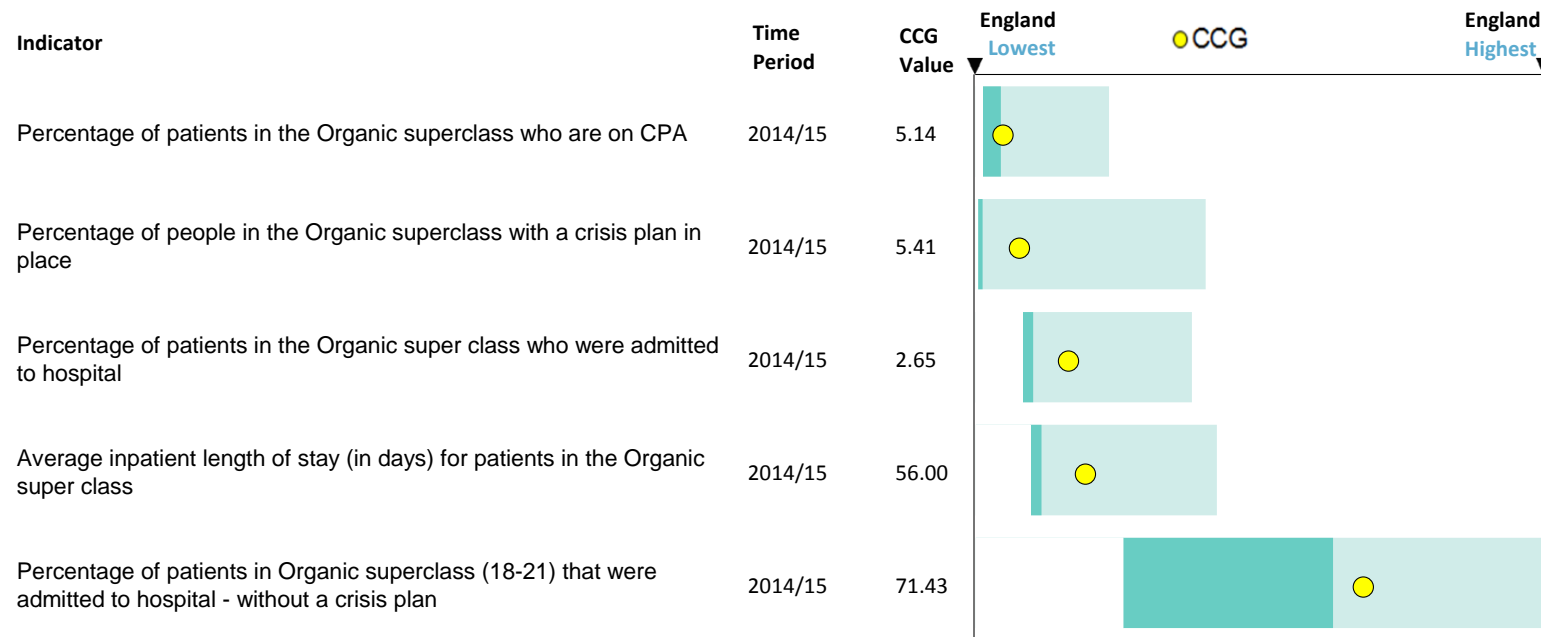 Indicator
Time
Period
CCG
Value
England
Lowest
CCG
England
Highest
Percentage of patients in the Organic superclass who are on CPA 2014/15 5.14
Percentage of people in the Organic superclass with a crisis plan in
place
2014/15 5.41
Percentage of patients in the Organic super class who were admitted
to hospital
2014/15 2.65
Average inpatient length of stay (in days) for patients in the Organic
super class
2014/15 56.00
Percentage of patients in Organic superclass (18-21) that were
admitted to hospital - without a crisis plan
2014/15 71.43